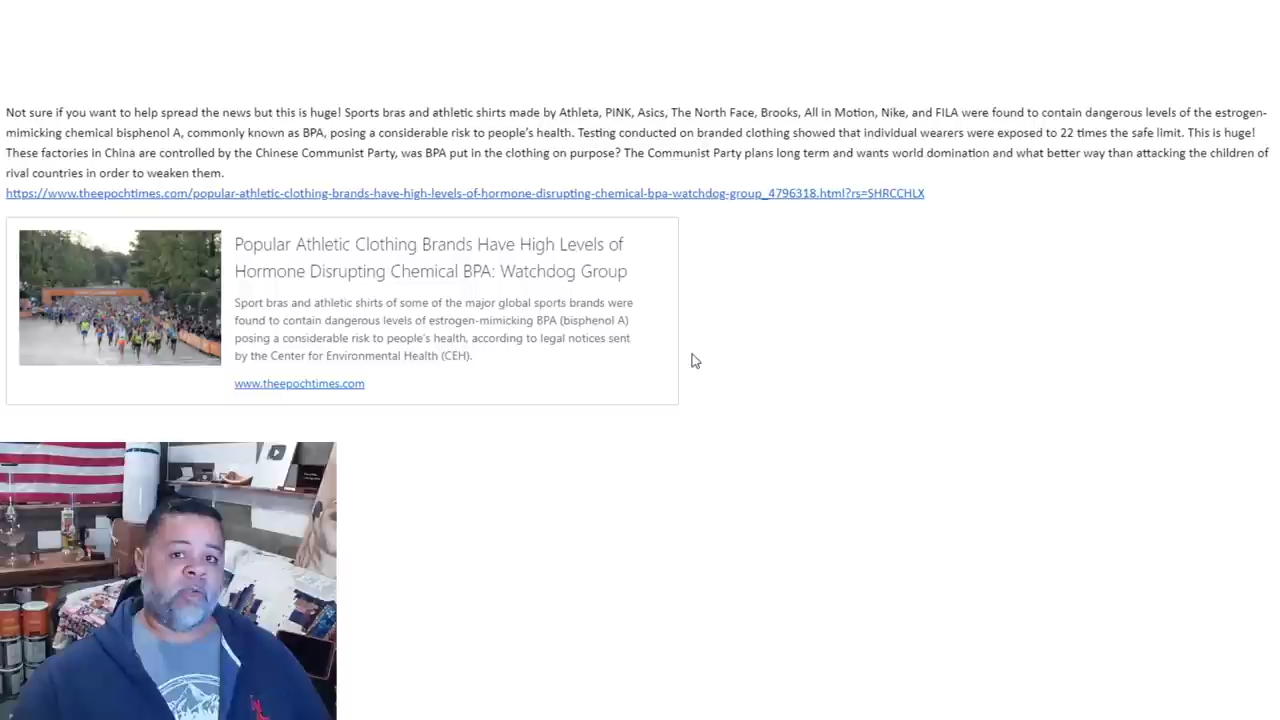 Not sure if you want to help spread the news but this is huge! Sports bras and athletic shirts made by Athleta, PINK, Asics, The North Face, Brooks, All in Motion, Nike, and FILA were found to contain dangerous levels of the estrogen-
mimicking chemical bisphenol A, commonly known as BPA, posing a considerable risk to people's health. Testing conducted on branded clothing showed that individual wearers were exposed to 22 times the safe limit. This is huge!
These factories in China are controlled by the Chinese Communist Party, was BPA put in the clothing on purpose? The Communist Party plans long term and wants world domination and what better way than attacking the children of
rival countries in order to weaken them.
https://www.theepochtimes.com/popular-athletic-clothing-brands-have-high-levels-of-hormone-disrupting-chemical-bpa-watchdog-group_4796318.html?rs=SHRCCHLX
Popular Athletic Clothing Brands Have High Levels of
Hormone Disrupting Chemical BPA: Watchdog Group
Sport bras and athletic shirts of some of the major global sports brands were
found to contain dangerous levels of estrogen-mimicking BPA (bisphenol A)
posing a considerable risk to people's health, according to legal notices sent
by the Center for Environmental Health (CEH).
www.theepochtimes.com